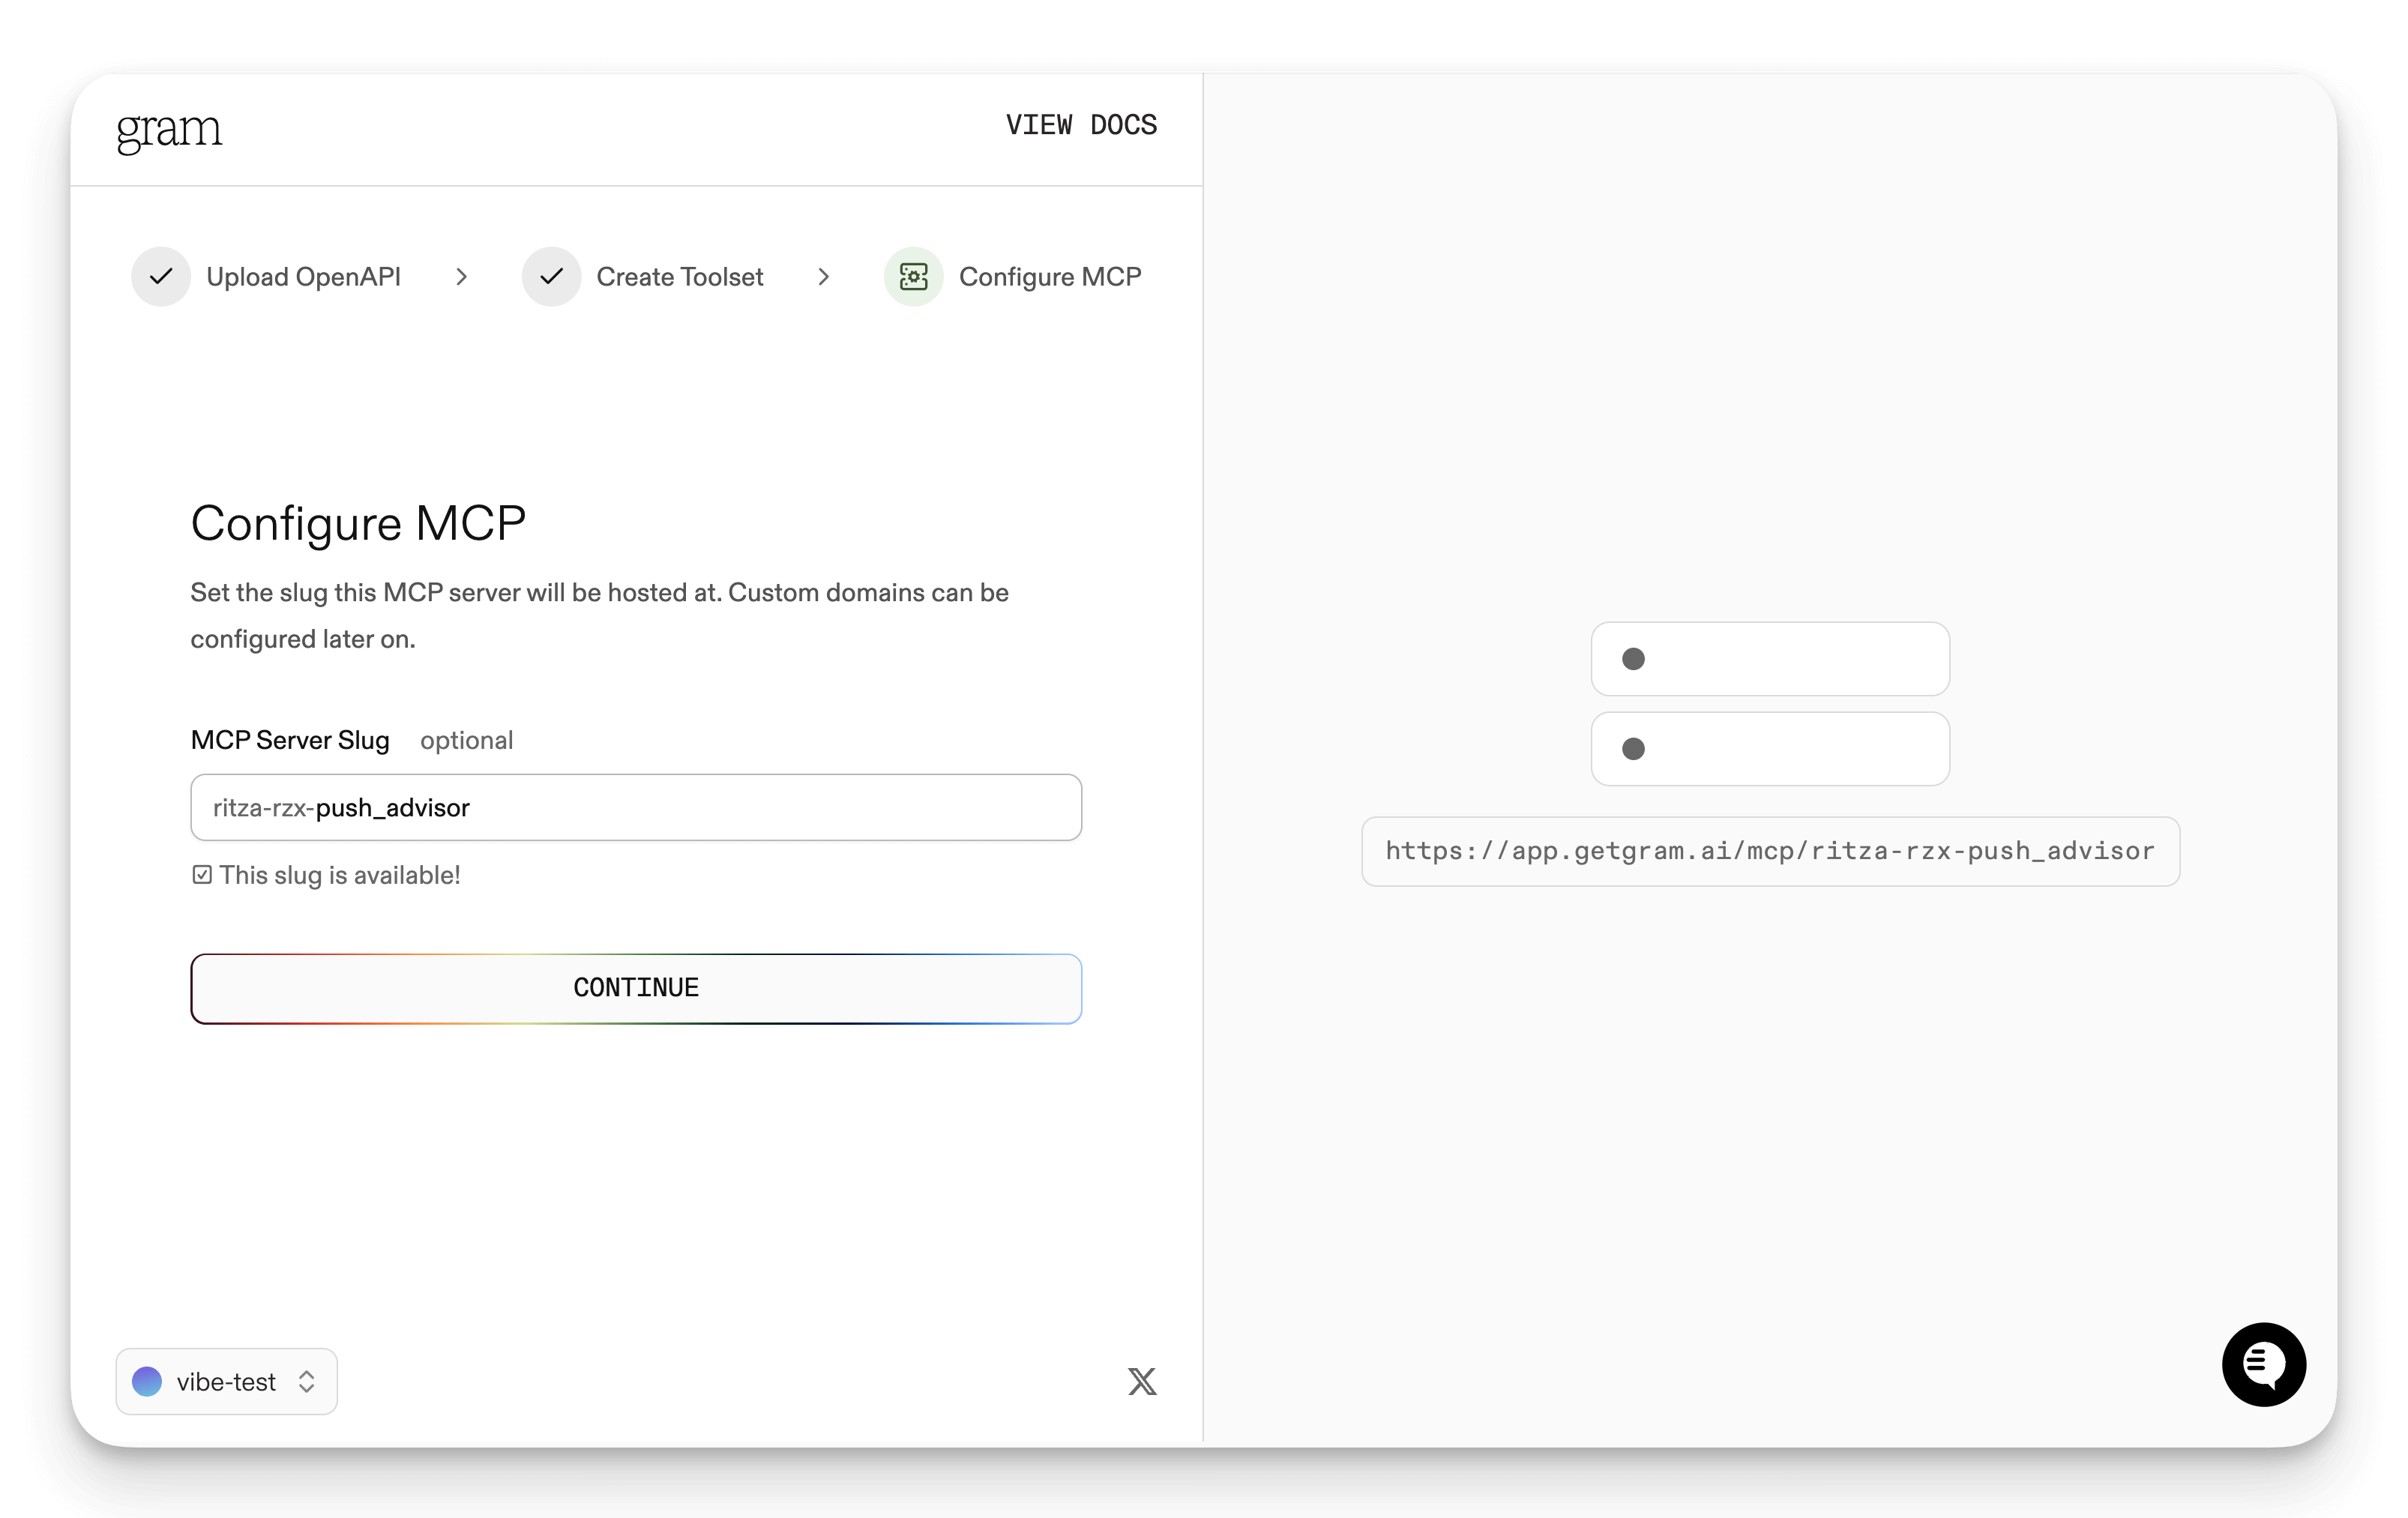 gram
VIEW DOCS
Upload OpenAPI
Create Toolset
Configure MCP
Configure MCP
Set the slug this MCP server will be hosted at. Custom domains can be
configured later on.
MCP Server Slug optional
ritza-rzx-push_advisor
This slug is available!
CONTINUE
https://app.getgram.ai/mcp/ritza-rzx-push_advisor
vibe-test